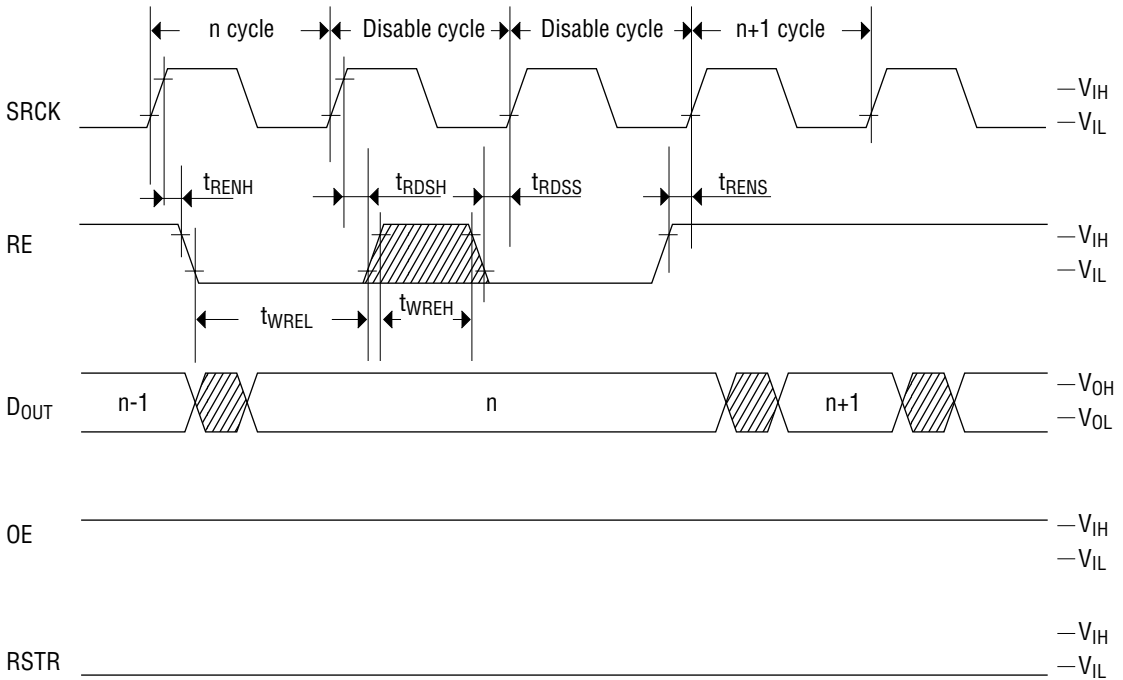 n cycle Disable cycle Disable cycle n+1 cycle
SRCK
VIH
VIL
tRENH tRDSH tRDSS tRENS
RE
VIH
VIL
tWREL tWREH
DOUT n-1 n n+1
VOH
VOL
OE
VIH
VIL
RSTR
VIH
VIL